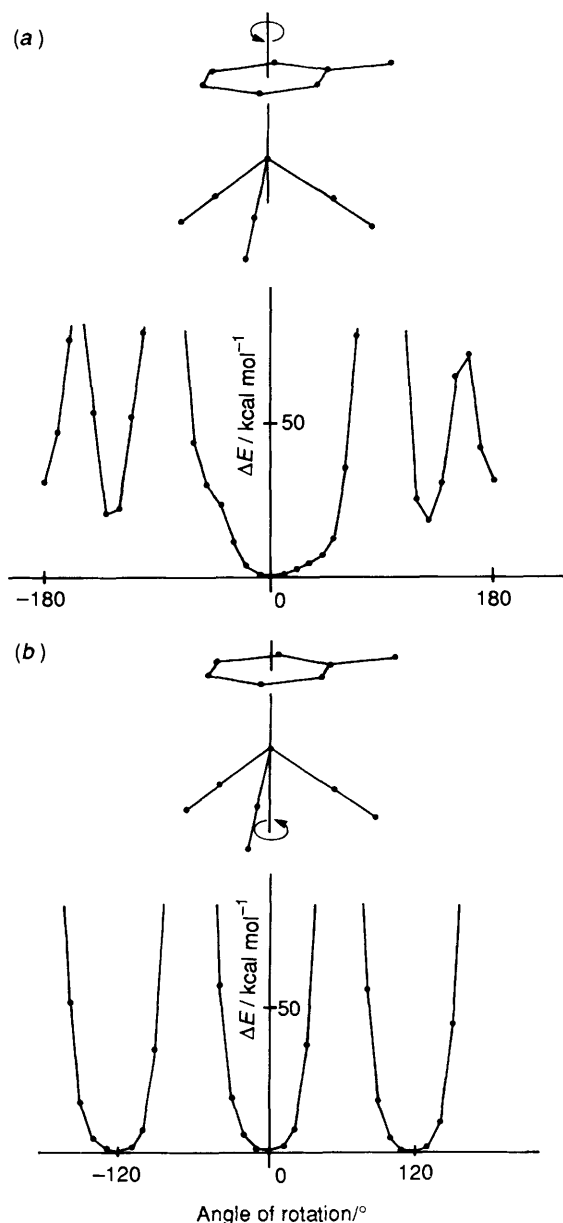 (a)
ΔE / kcal mol⁻¹
50
−180
0
180
(b)
ΔE / kcal mol⁻¹
50
−120
0
120
Angle of rotation/°